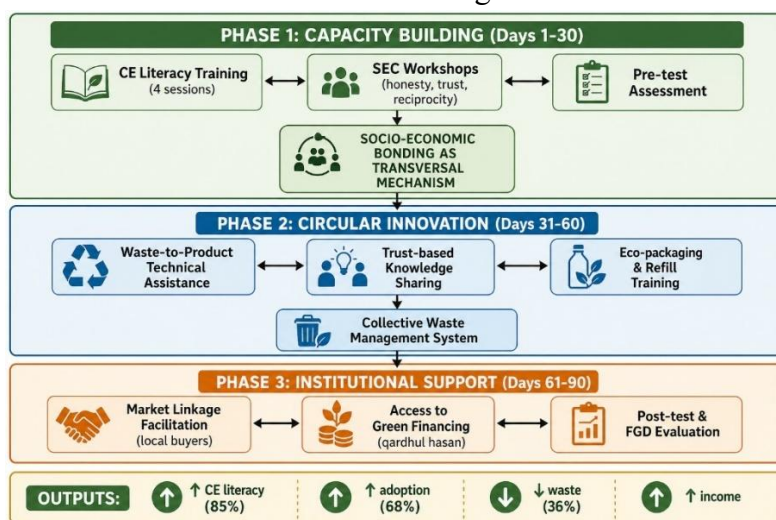 PHASE 1: CAPACITY BUILDING (Days 1-30)
CE Literacy Training
(4 sessions)
SEC Workshops
(honesty, trust,
reciprocity)
Pre-test
Assessment
SOCIO-ECONOMIC
BONDING AS
TRANSVERSAL
MECHANISM
PHASE 2: CIRCULAR INNOVATION (Days 31-60)
Waste-to-Product
Technical
Assistance
Trust-based
Knowledge
Sharing
Eco-packaging
& Refill
Training
Collective Waste
Management System
PHASE 3: INSTITUTIONAL SUPPORT (Days 61-90)
Market Linkage
Facilitation
(local buyers)
Access to
Green Financing
(qardhul hasan)
Post-test &
FGD Evaluation
OUTPUTS:
↑ CE literacy
(85%)
↑ adoption
(68%)
↓ waste
(36%)
↑ income